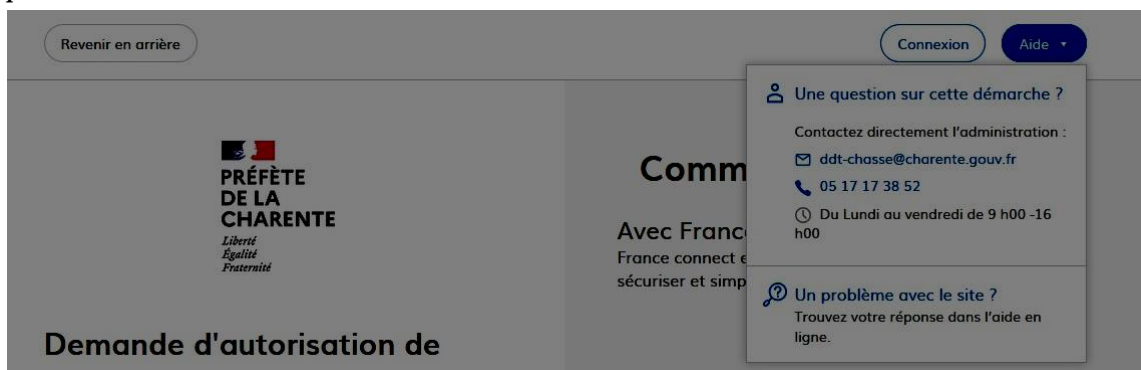 Revenir en arrière
Connexion
Aide
Une question sur cette démarche ?
Contactez directement l'administration :
ddt-chasse@charente.gouv.fr
05 17 17 38 52
Du Lundi au vendredi de 9 h00 -16
h00
Un problème avec le site ?
Trouvez votre réponse dans l'aide en
ligne.
PRÉFÈTE
DE LA
CHARENTE
Liberté
Égalité
Fraternité
Demande d'autorisation de
Comm
Avec Franc
France connect e
sécuriser et simp